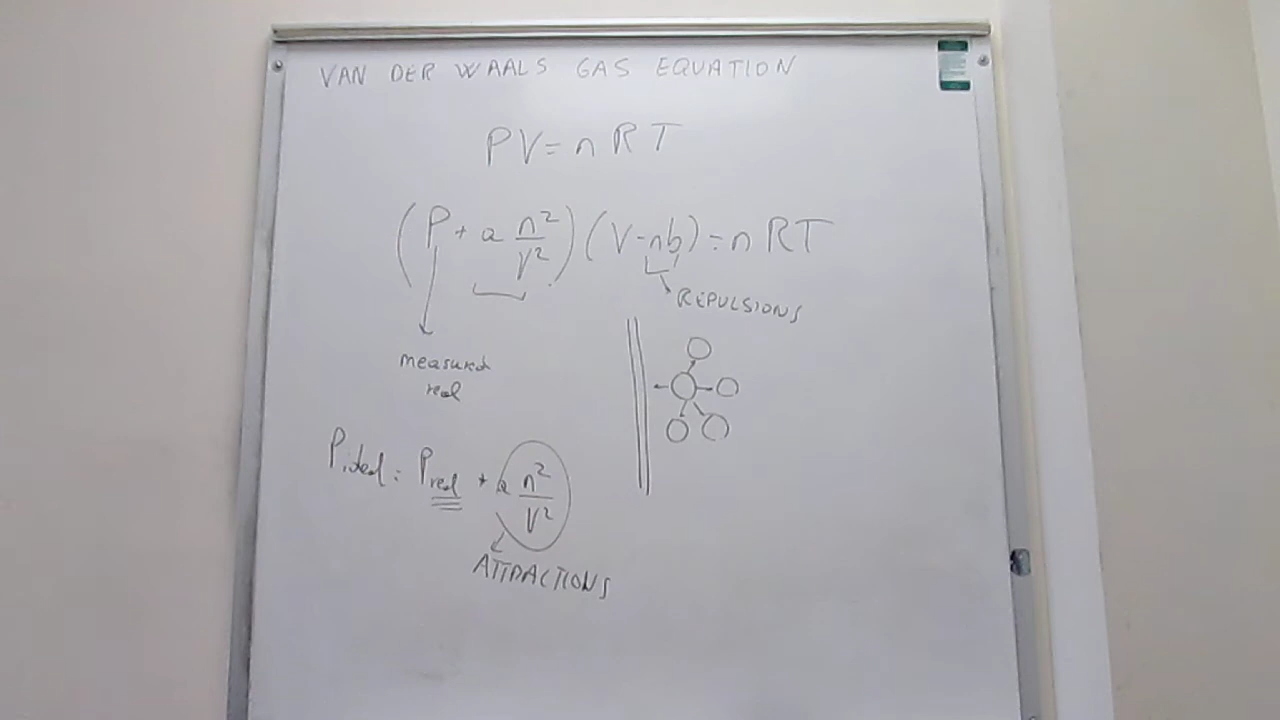 VAN DER WAALS GAS EQUATION
PV = nRT
(P + a n²/V²) (V - nb) = nRT
REPULSIONS
measured
real
Pideal = Preal + a n²/V²
ATTRACTIONS